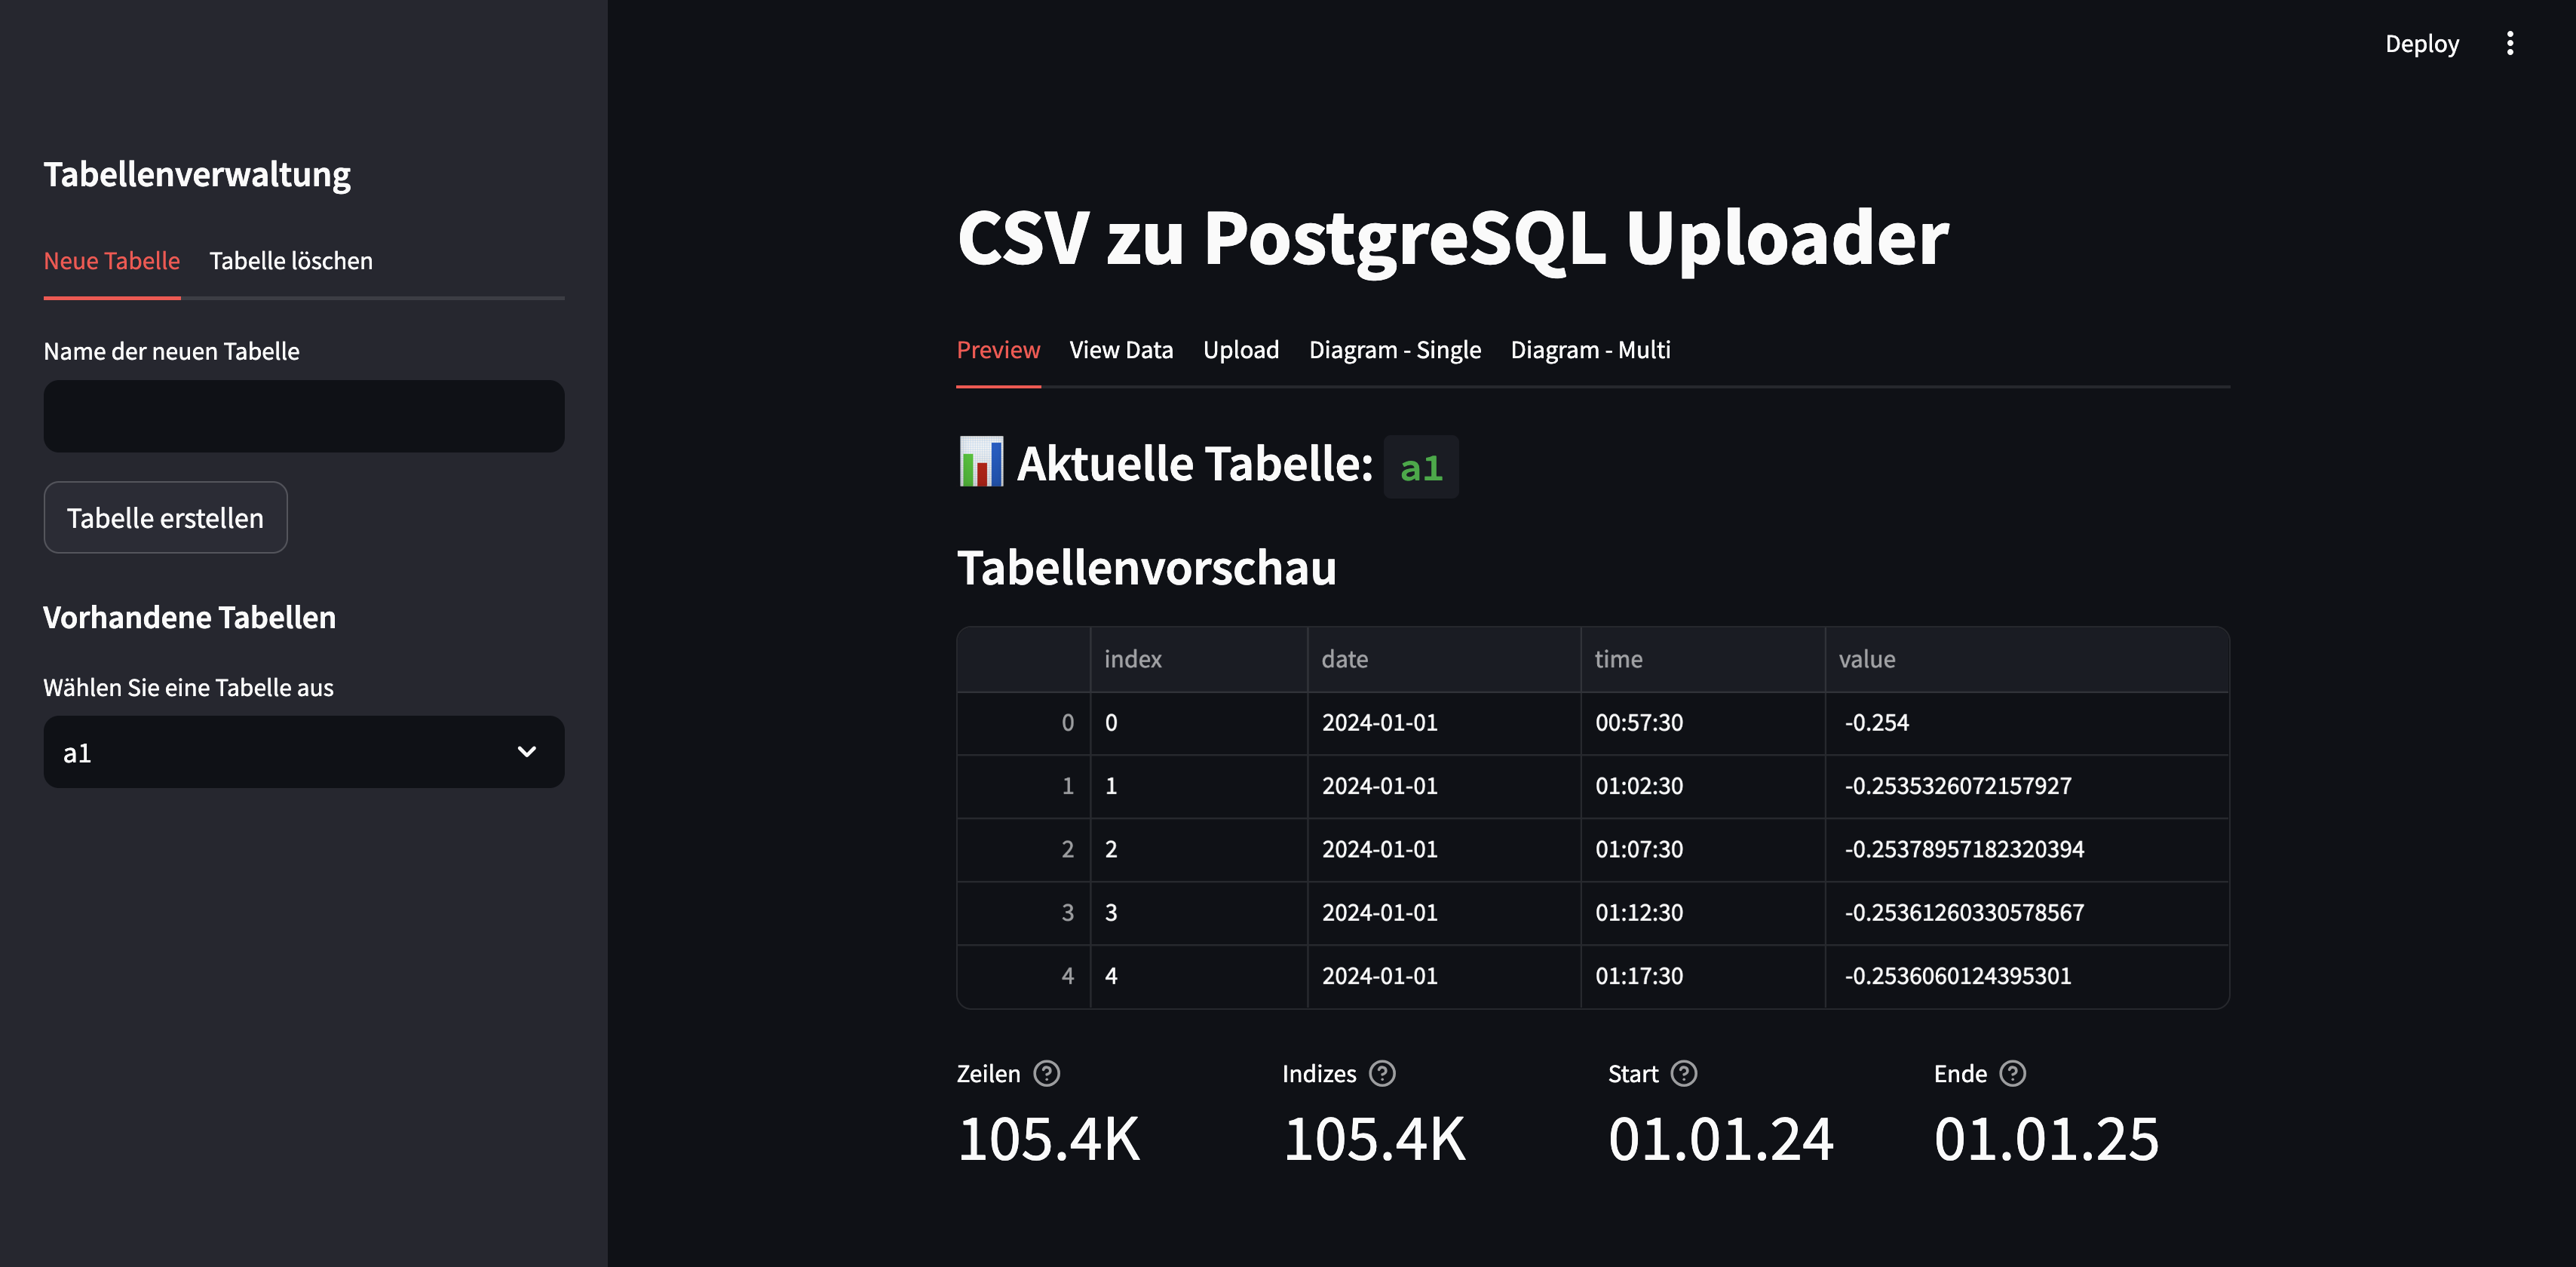 Deploy
Tabellenverwaltung
Neue Tabelle Tabelle löschen
Name der neuen Tabelle
Tabelle erstellen
Vorhandene Tabellen
Wählen Sie eine Tabelle aus
a1
CSV zu PostgreSQL Uploader
Preview View Data Upload Diagram - Single Diagram - Multi
Aktuelle Tabelle: a1
Tabellenvorschau
index date time value
0 0 2024-01-01 00:57:30 -0.254
1 1 2024-01-01 01:02:30 -0.2535326072157927
2 2 2024-01-01 01:07:30 -0.25378957182320394
3 3 2024-01-01 01:12:30 -0.25361260330578567
4 4 2024-01-01 01:17:30 -0.2536060124395301
Zeilen ? Indizes ? Start ? Ende ?
105.4K 105.4K 01.01.24 01.01.25